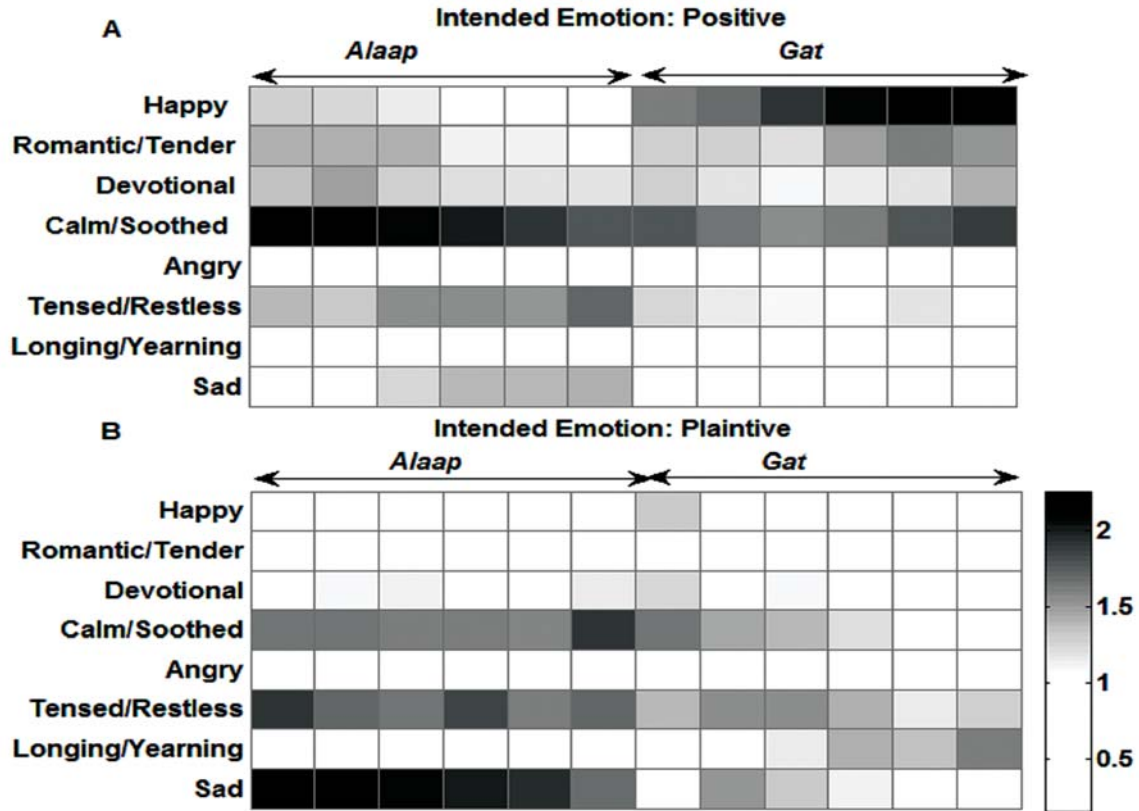 A
Intended Emotion: Positive
Alaap Gat
Happy
Romantic/Tender
Devotional
Calm/Soothed
Angry
Tensed/Restless
Longing/Yearning
Sad
B
Intended Emotion: Plaintive
Alaap Gat
Happy
Romantic/Tender
Devotional
Calm/Soothed
Angry
Tensed/Restless
Longing/Yearning
Sad
2
1.5
1
0.5